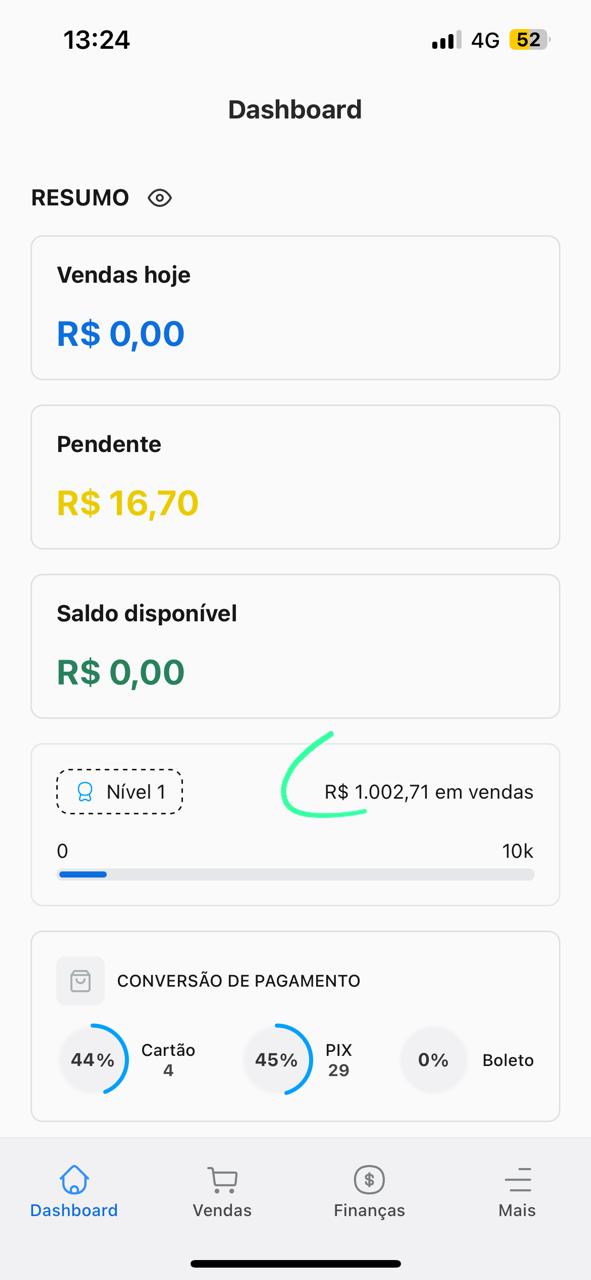 13:24
4G 52
Dashboard
RESUMO
Vendas hoje
R$ 0,00
Pendente
R$ 16,70
Saldo disponível
R$ 0,00
Nível 1
R$ 1.002,71 em vendas
0
10k
CONVERSÃO DE PAGAMENTO
44%
Cartão
4
45%
PIX
29
0%
Boleto
Dashboard
Vendas
$
Finanças
Mais